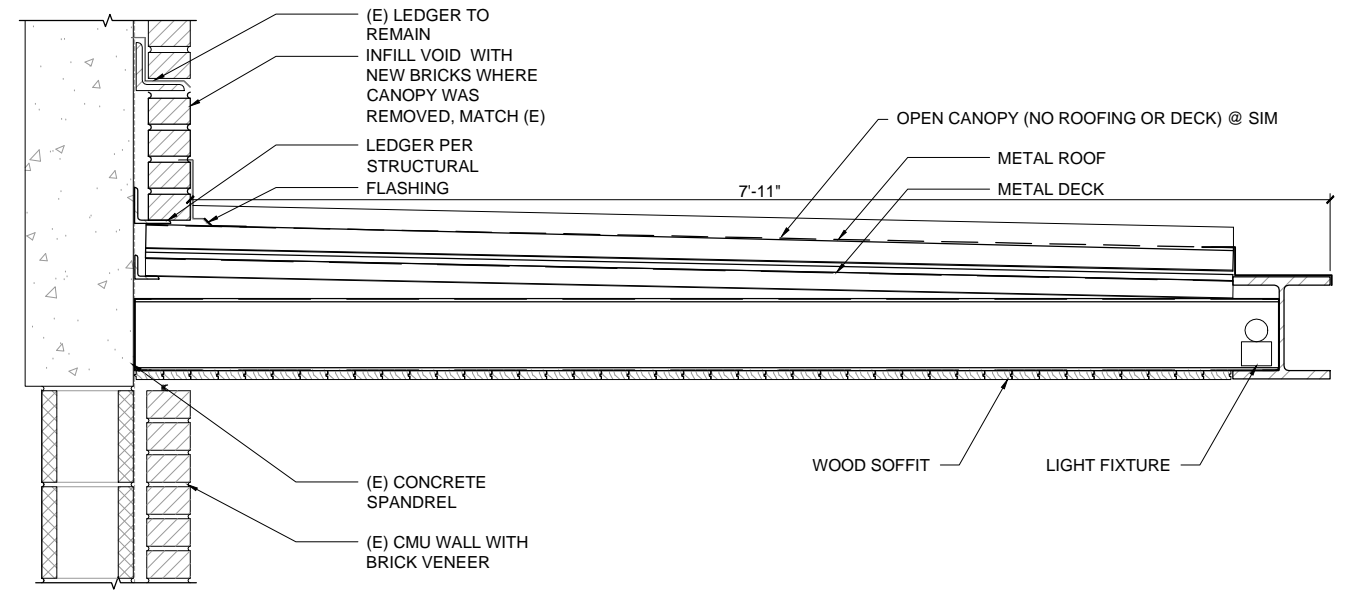 (E) LEDGER TO
REMAIN
INFILL VOID WITH
NEW BRICKS WHERE
CANOPY WAS
REMOVED, MATCH (E)
LEDGER PER
STRUCTURAL
FLASHING
OPEN CANOPY (NO ROOFING OR DECK) @ SIM
METAL ROOF
METAL DECK
7'-11"
WOOD SOFFIT
LIGHT FIXTURE
(E) CONCRETE
SPANDREL
(E) CMU WALL WITH
BRICK VENEER